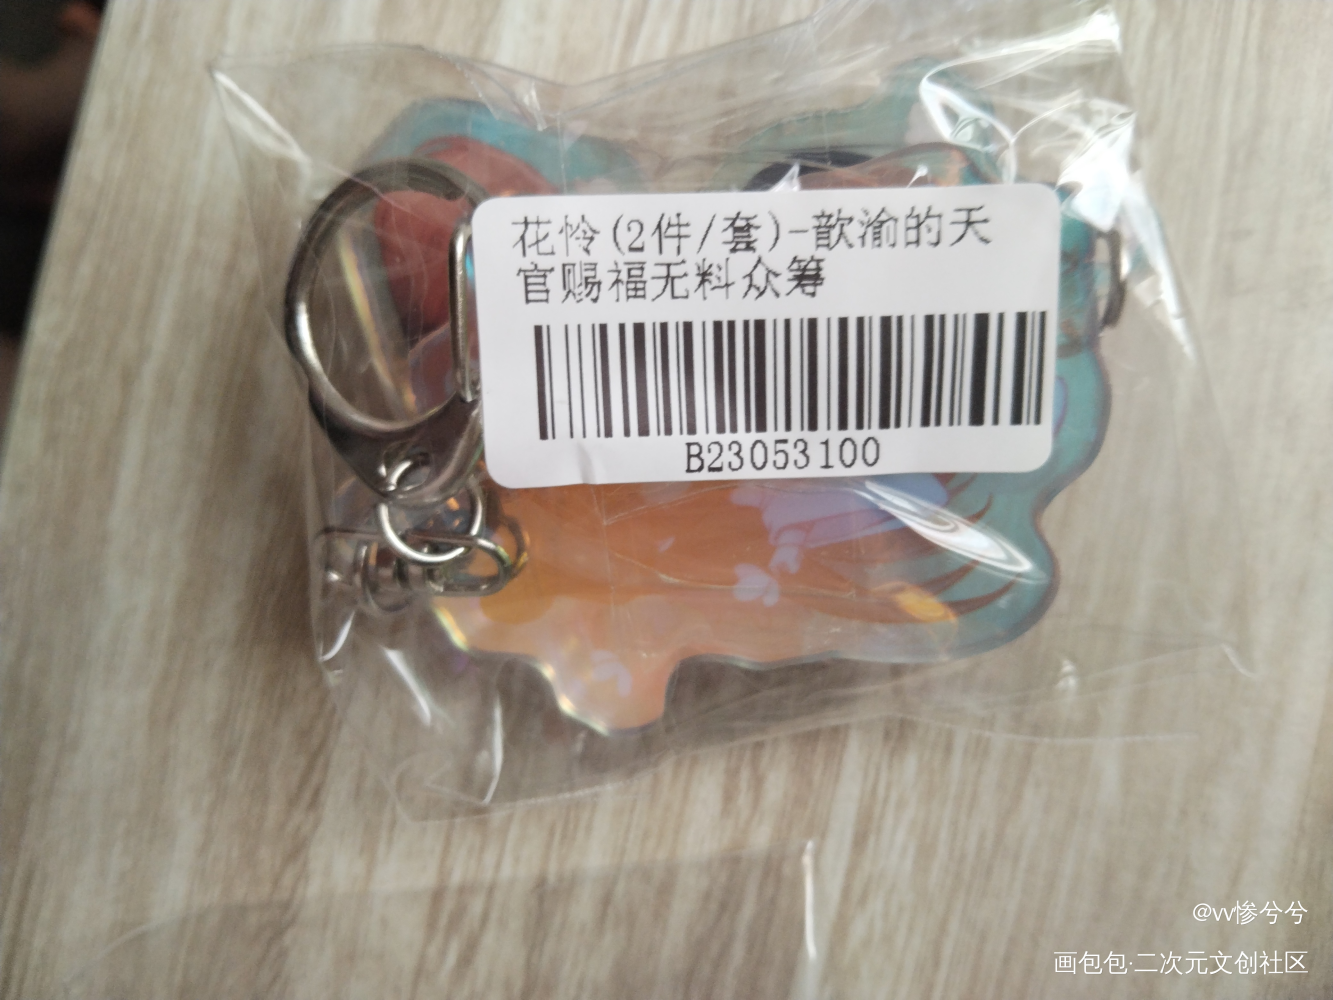 花怜(2件/套)-歆渝的天
官赐福无料众筹
B23053100
@vv惨兮兮
画包包·二次元文创社区